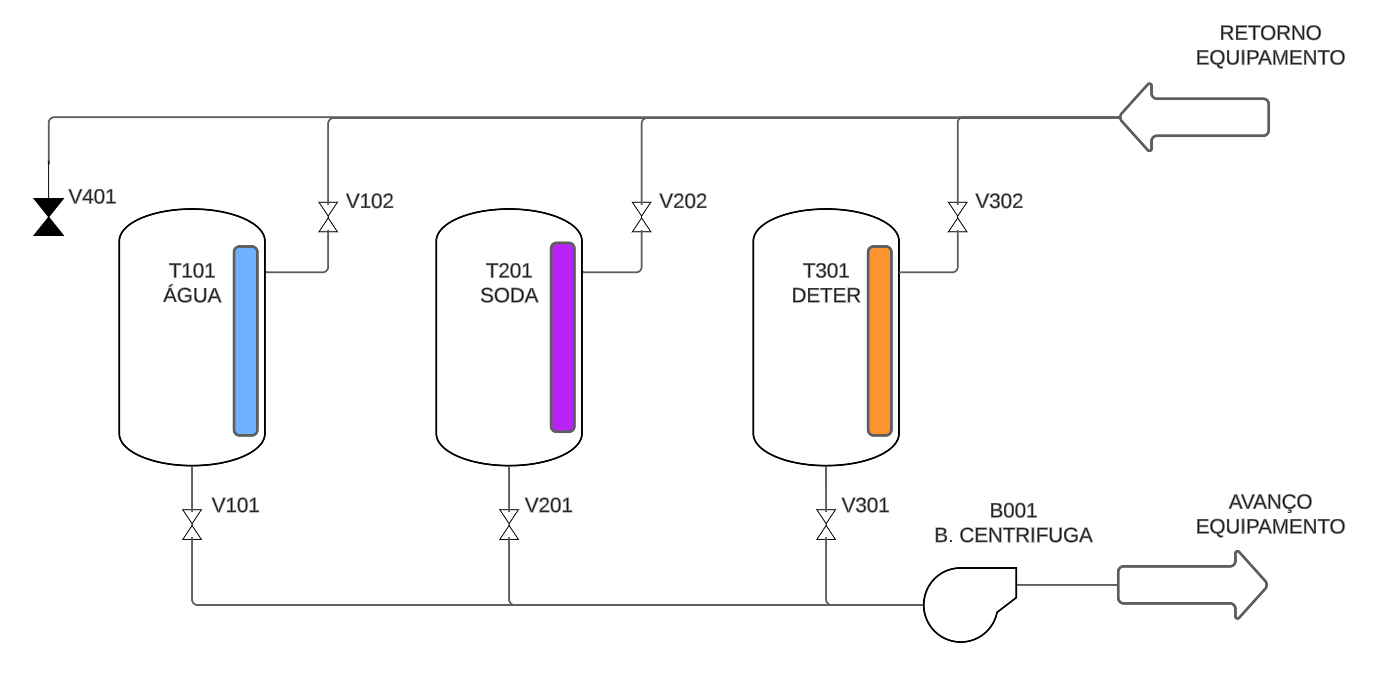 RETORNO
EQUIPAMENTO
V401
V102
V202
V302
T101
ÁGUA
T201
SODA
T301
DETER
V101
V201
V301
B001
B. CENTRIFUGA
AVANÇO
EQUIPAMENTO